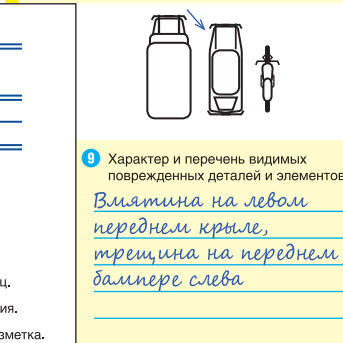 9 Характер и перечень видимых
поврежденных деталей и элементов
Вмятина на левом
переднем крыле,
трещина на переднем
бампере слева
ц.
ия.
зметка.